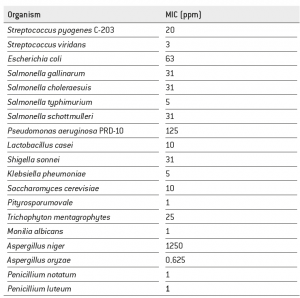 Organism MIC (ppm)
Streptococcus pyogenes C-203 20
Streptococcus viridans 3
Escherichia coli 63
Salmonella gallinarum 31
Salmonella choleraesuis 31
Salmonella typhimurium 5
Salmonella schottmulleri 31
Pseudomonas aeruginosa PRD-10 125
Lactobacillus casei 10
Shigella sonnei 31
Klebsiella pheumoniae 5
Saccharomyces cerevisiae 10
Pityrosporumovale 1
Trichophyton mentagrophytes 25
Monilia albicans 1
Aspergillus niger 1250
Aspergillus oryzae 0.625
Penicillium notatum 1
Penicillium luteum 1